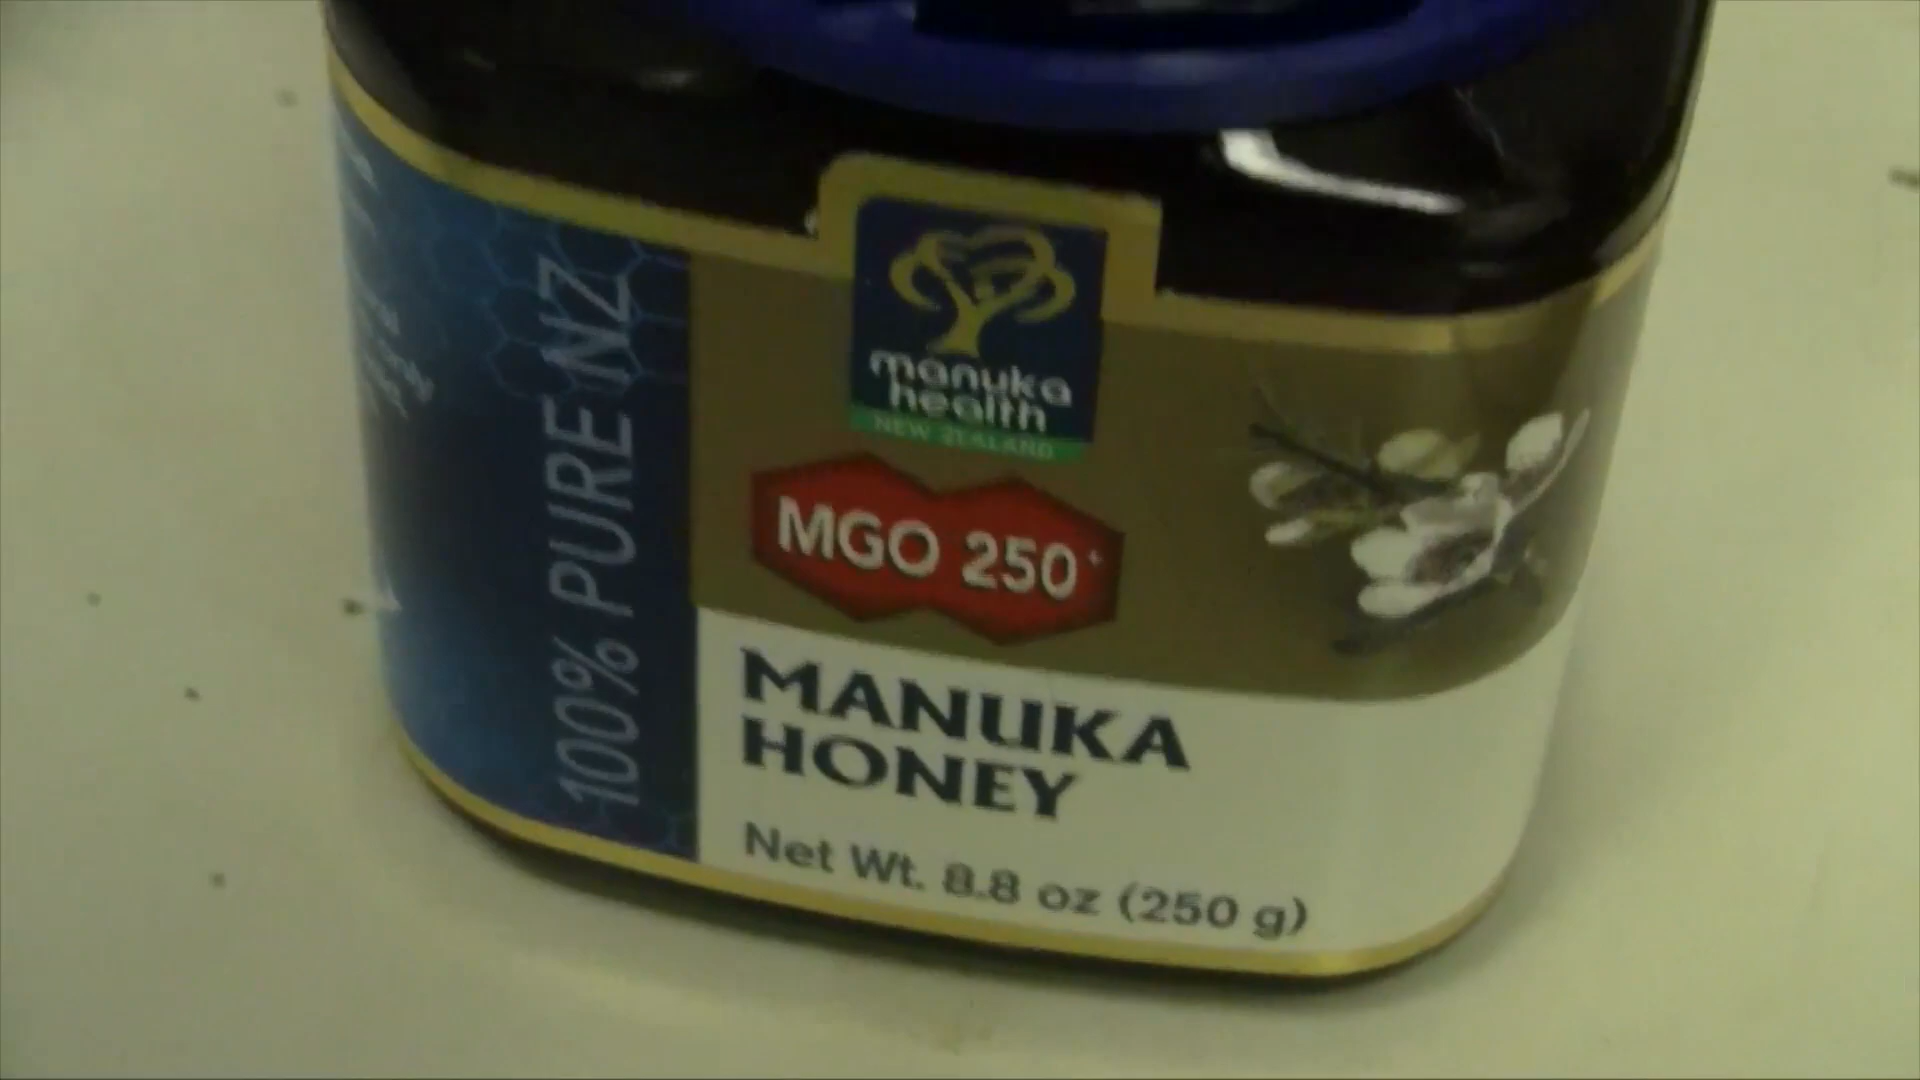 100% PURE NZ
manuka
health
NEW ZEALAND
MGO 250+
MANUKA
HONEY
Net Wt. 8.8 oz (250 g)